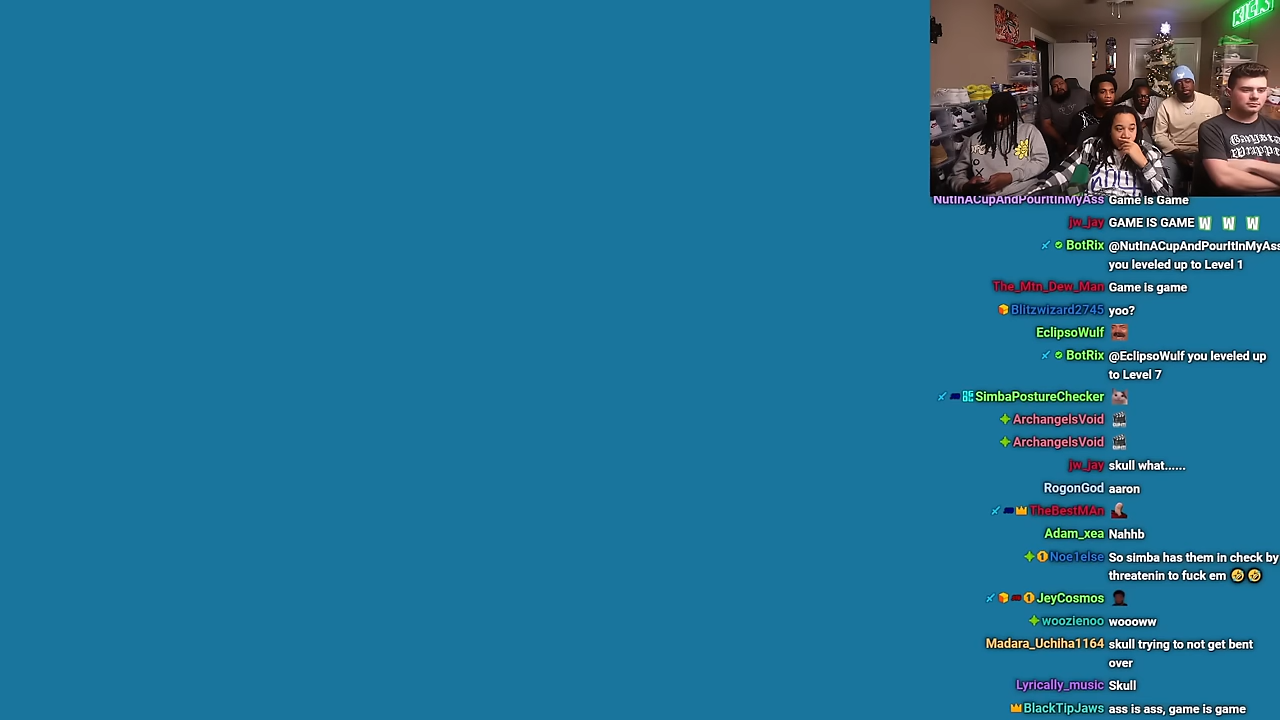 KICKS
NutInACupAndPourItInMyAss Game Is Game
jw_jay GAME IS GAME W W W
BotRix @NutInACupAndPourItInMyAss
you leveled up to Level 1
The_Mtn_Dew_Man Game is game
Blitzwizard2745 yoo?
EclipsoWulf
BotRix @EclipsoWulf you leveled up
to Level 7
SimbaPostureChecker
ArchangelsVoid
ArchangelsVoid
jw_jay skull what......
RogonGod aaron
TheBestMAn
Adam_xea Nahhb
1 Noe1else So simba has them in check by
threatenin to fuck em 🤣 🤣
1 JeyCosmos
woozienoo woooww
Madara_Uchiha1164 skull trying to not get bent
over
Lyrically_music Skull
BlackTipJaws ass is ass, game is game